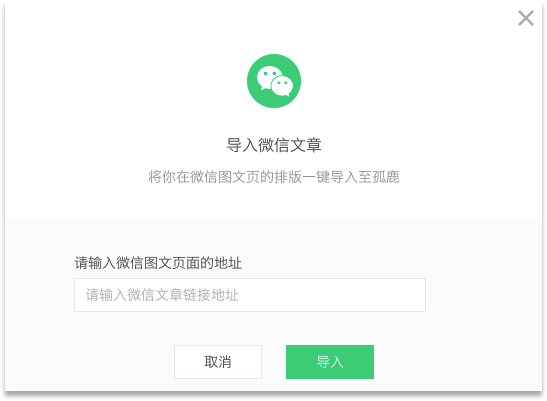 导入微信文章
将你在微信图文页的排版一键导入至孤鹿
请输入微信图文页面的地址
请输入微信文章链接地址
取消
导入